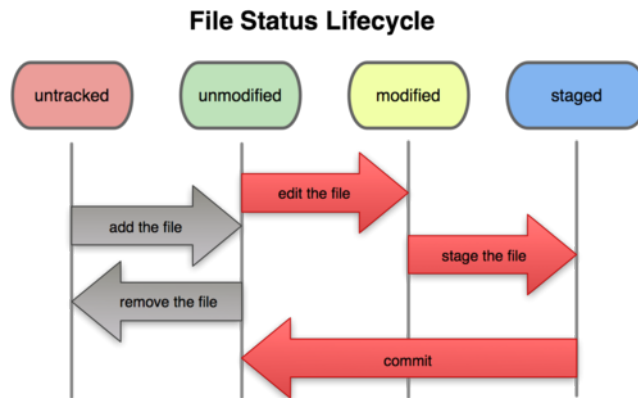 File Status Lifecycle
untracked
unmodified
modified
staged
edit the file
add the file
stage the file
remove the file
commit